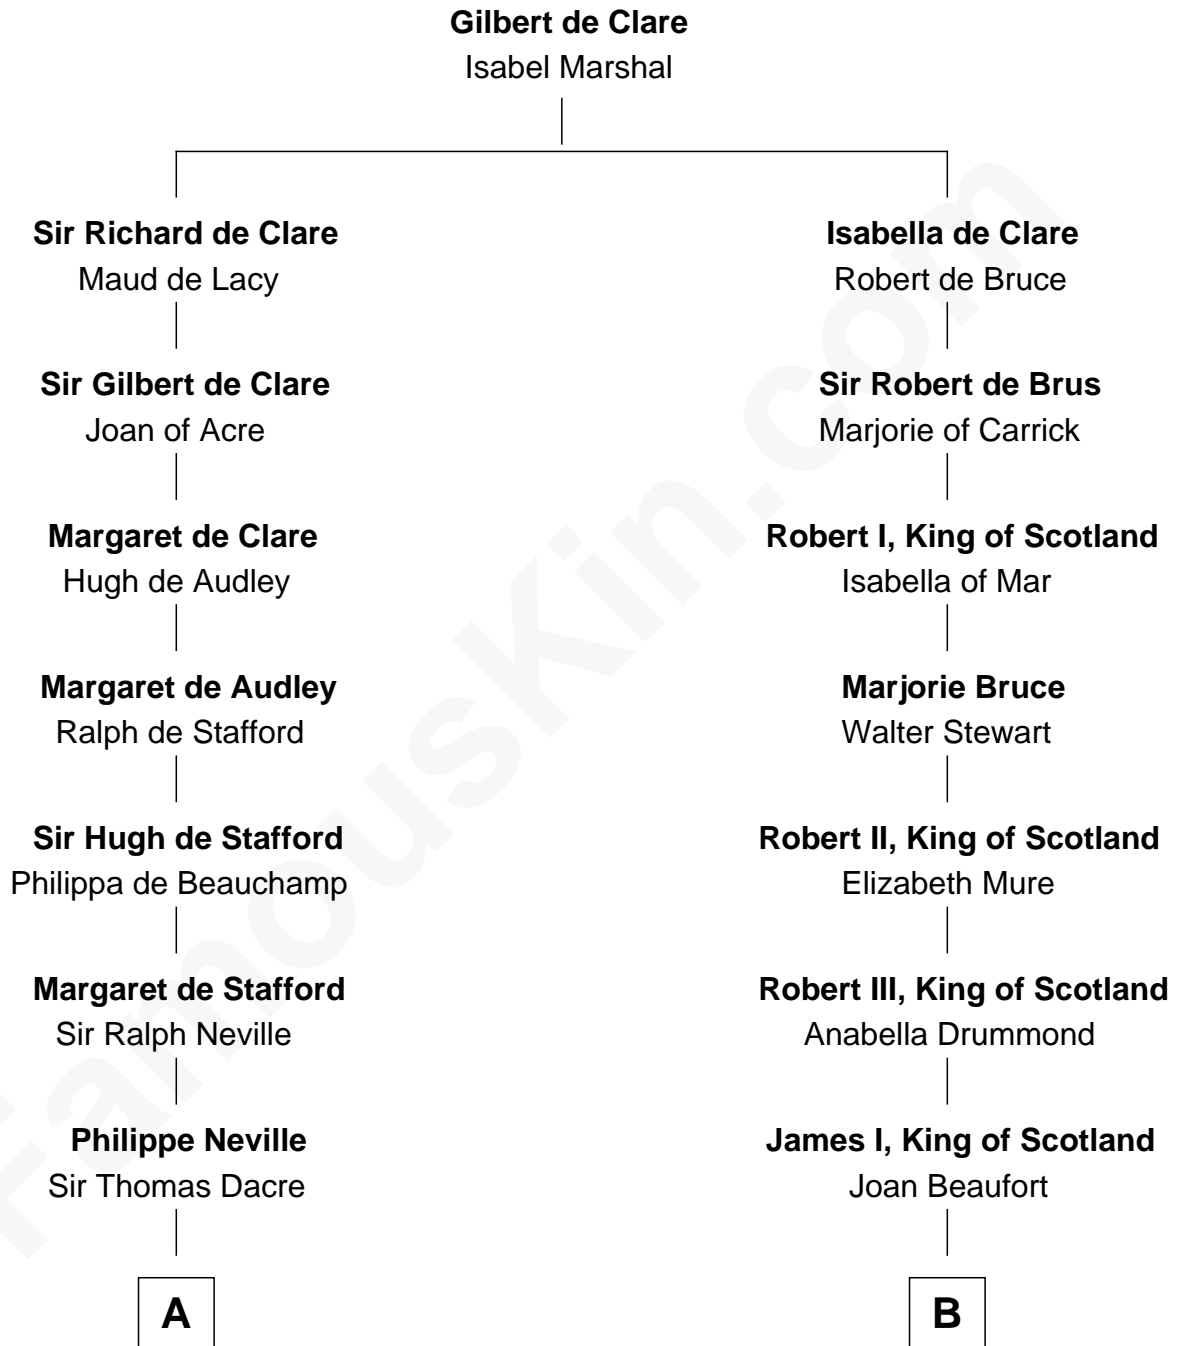 Gilbert de Clare
Isabel Marshal
Sir Richard de Clare
Maud de Lacy
Sir Gilbert de Clare
Joan of Acre
Margaret de Clare
Hugh de Audley
Margaret de Audley
Ralph de Stafford
Sir Hugh de Stafford
Philippa de Beauchamp
Margaret de Stafford
Sir Ralph Neville
Philippe Neville
Sir Thomas Dacre
A
Isabella de Clare
Robert de Bruce
Sir Robert de Brus
Marjorie of Carrick
Robert I, King of Scotland
Isabella of Mar
Marjorie Bruce
Walter Stewart
Robert II, King of Scotland
Elizabeth Mure
Robert III, King of Scotland
Anabella Drummond
James I, King of Scotland
Joan Beaufort
B
FamousKin.com